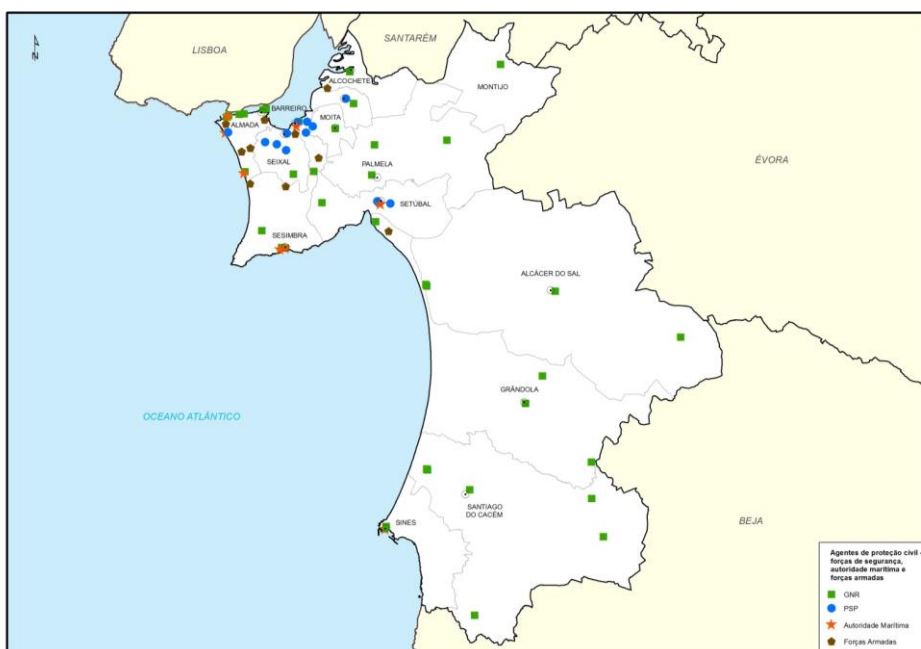 N
LISBOA
SANTARÉM
MONTIJO
ALCOCHETE
BARREIRO
ALMADA
MOITA
ÉVORA
SEIXAL
PALMELA
SETÚBAL
SESIMBRA
ALCÁCER DO SAL
GRÂNDOLA
OCEANO ATLÂNTICO
SANTIAGO
DO CACÉM
SINES
BEJA
Agentes de proteção civil
forças de segurança,
autoridade marítima e
forças armadas
GNR
PSP
Autoridade Marítima
Forças Armadas